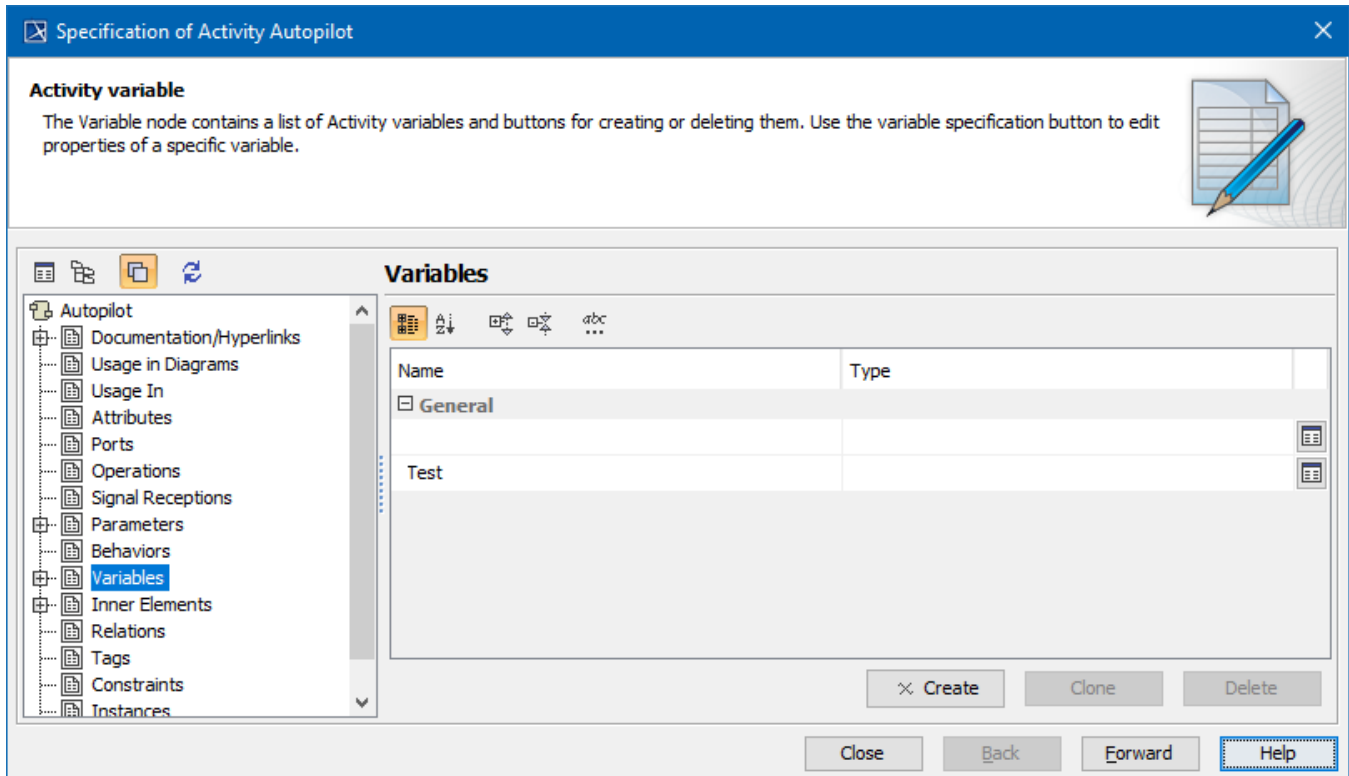 Specification of Activity Autopilot
Activity variable
The Variable node contains a list of Activity variables and buttons for creating or deleting them. Use the variable specification button to edit
properties of a specific variable.
Variables
Autopilot
Documentation/Hyperlinks
Usage in Diagrams
Usage In
Attributes
Ports
Operations
Signal Receptions
Parameters
Behaviors
Variables
Inner Elements
Relations
Tags
Constraints
Instances
A
Z
abc
Name Type
General
Test
Create Clone Delete
Close Back Forward Help